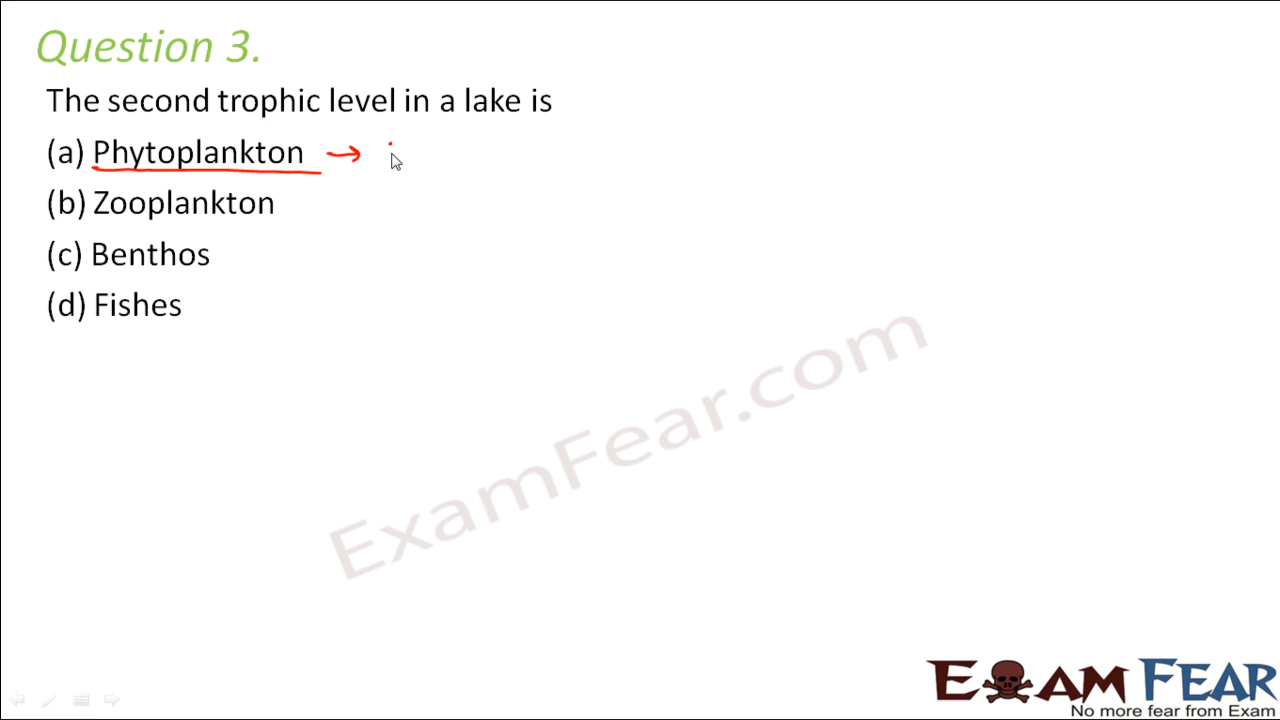 Question 3.
The second trophic level in a lake is
(a) Phytoplankton →
(b) Zooplankton
(c) Benthos
(d) Fishes
ExamFear.com
EXAM FEAR
No more fear from Exam